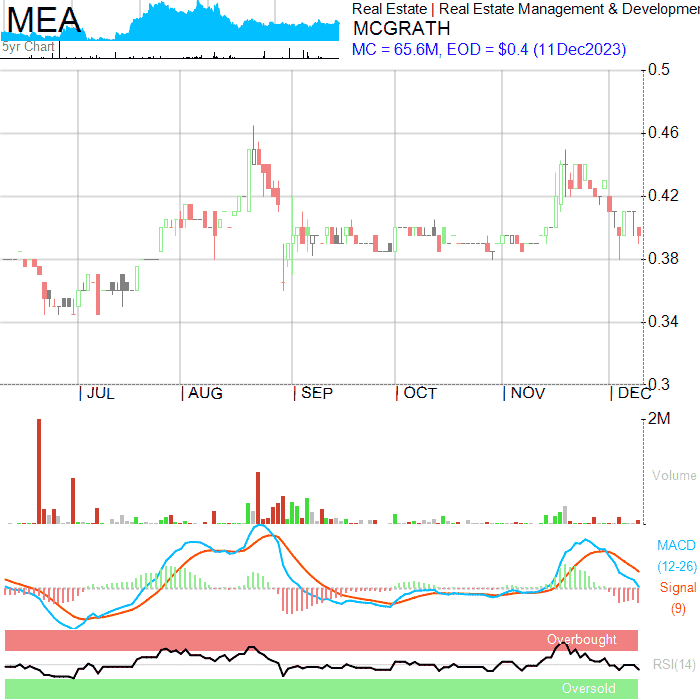 MEA
5yr Chart
Real Estate | Real Estate Management & Developmen
MCGRATH
MC = 65.6M, EOD = $0.4 (11Dec2023)
0.5
0.46
0.42
0.38
0.34
0.3
JUL AUG SEP OCT NOV DEC
2M
Volume
MACD
(12-26)
Signal
(9)
Overbought
RSI(14)
Oversold